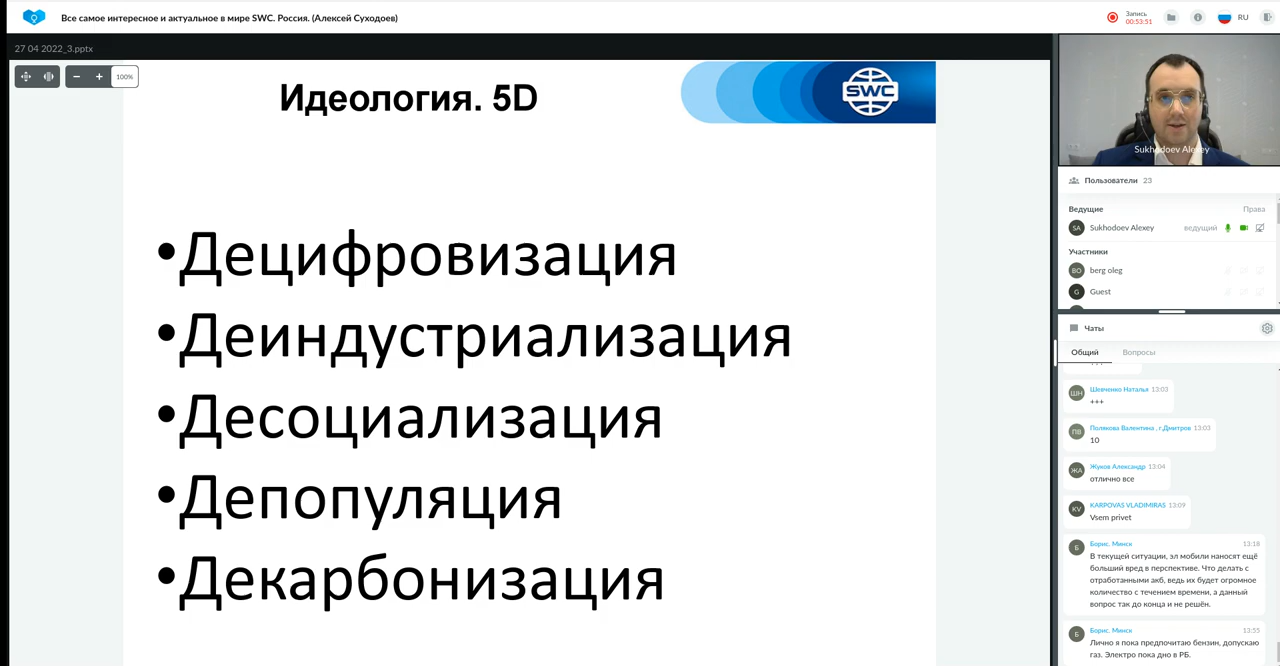 Все самое интересное и актуальное в мире SWC. Россия. (Алексей Суходоев)
Запись
00:53:51
RU
27 04 2022_3.pptx
100%
Идеология. 5D
SWC
•Децифровизация
•Деиндустриализация
•Десоциализация
•Депопуляция
•Декарбонизация
Sukhodoev Alexey
Пользователи 23
Ведущие Права
SA Sukhodoev Alexey ведущий
Участники
BO berg oleg
G Guest
Чаты
Общий Вопросы
ШН Шевченко Наталья 13:03
+++
ПВ Полякова Валентина , г.Дмитров 13:03
10
ЖА Жуков Александр 13:04
отлично все
KV KARPOVAS VLADIMIRAS 13:09
Vsem privet
Б Борис. Минск 13:18
В текущей ситуации, эл мобили наносят ещё
больший вред в перспективе. Что делать с
отработанными акб, ведь их будет огромное
количество с течением времени, а данный
вопрос так до конца и не решён.
Б Борис. Минск 13:55
Лично я пока предпочитаю бензин, допускаю
газ. Электро пока дно в РБ.